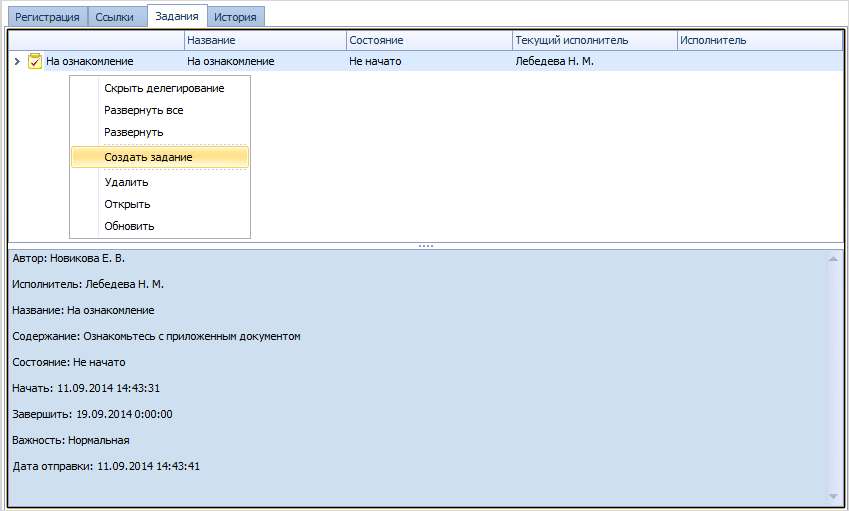 Регистрация Ссылки Задания История
Название Состояние Текущий исполнитель Исполнитель
На ознакомление На ознакомление Не начато Лебедева Н. М.
Скрыть делегирование
Развернуть все
Развернуть
Создать задание
Удалить
Открыть
Обновить
Автор: Новикова Е. В.
Исполнитель: Лебедева Н. М.
Название: На ознакомление
Содержание: Ознакомьтесь с приложенным документом
Состояние: Не начато
Начать: 11.09.2014 14:43:31
Завершить: 19.09.2014 0:00:00
Важность: Нормальная
Дата отправки: 11.09.2014 14:43:41